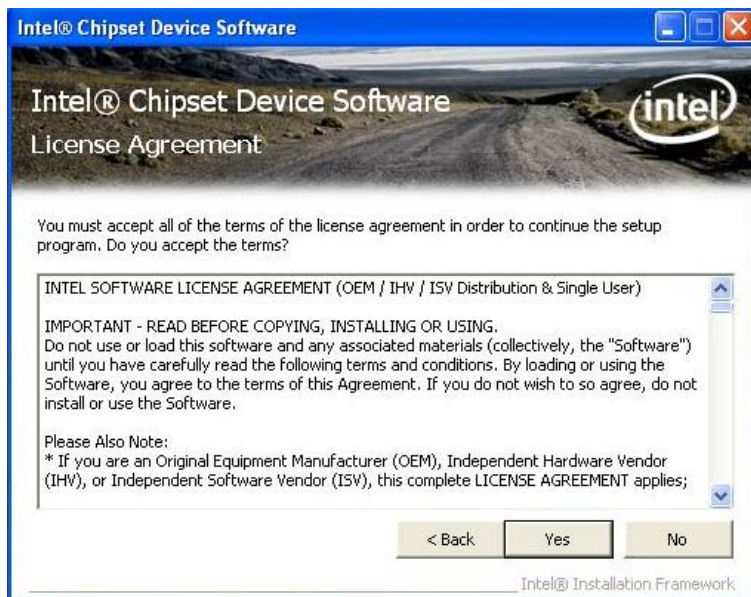 Intel® Chipset Device Software
Intel® Chipset Device Software
License Agreement
intel
You must accept all of the terms of the license agreement in order to continue the setup
program. Do you accept the terms?
INTEL SOFTWARE LICENSE AGREEMENT (OEM / IHV / ISV Distribution & Single User)
IMPORTANT - READ BEFORE COPYING, INSTALLING OR USING.
Do not use or load this software and any associated materials (collectively, the "Software")
until you have carefully read the following terms and conditions. By loading or using the
Software, you agree to the terms of this Agreement. If you do not wish to so agree, do not
install or use the Software.
Please Also Note:
* If you are an Original Equipment Manufacturer (OEM), Independent Hardware Vendor
(IHV), or Independent Software Vendor (ISV), this complete LICENSE AGREEMENT applies;
< Back Yes No
Intel® Installation Framework